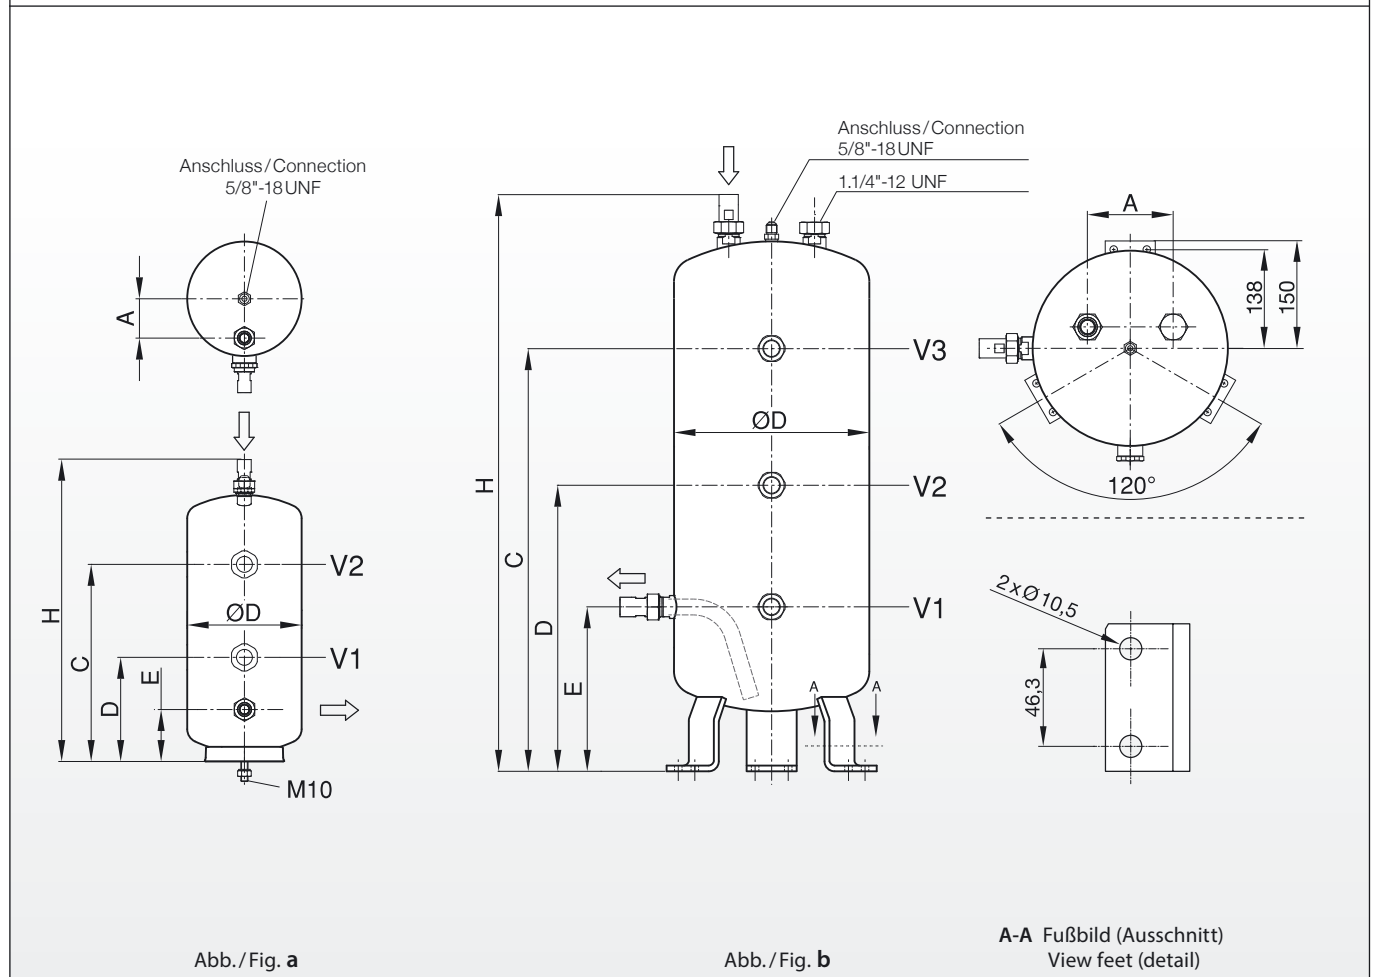 Anschluss/Connection
5/8"-18UNF
A
H
V2
ØD
C
V1
E
D
M10
Abb./Fig. a
Anschluss/Connection
5/8"-18UNF
1.1/4"-12 UNF
H
V3
ØD
V2
C
D
V1
E
A
A
Abb./Fig. b
A
138
150
120°
2xØ10,5
46,3
A-A Fußbild (Ausschnitt)
View feet (detail)